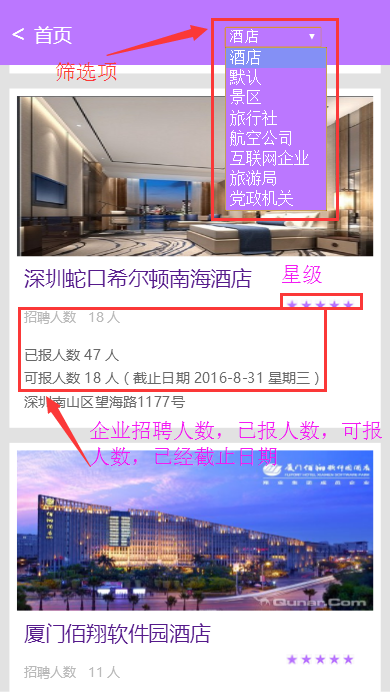 < 首页
酒店 ▼
酒店
默认
景区
旅行社
航空公司
互联网企业
旅游局
党政机关
筛选项
深圳蛇口希尔顿南海酒店
星级
★★★★★
招聘人数 18 人
已报人数 47 人
可报人数 18 人 ( 截止日期 2016-8-31 星期三 )
深圳南山区望海路1177号
企业招聘人数，已报人数，可报
人数，已经截止日期
Qunar.Com
厦门佰翔软件园酒店
★★★★★
招聘人数 11 人